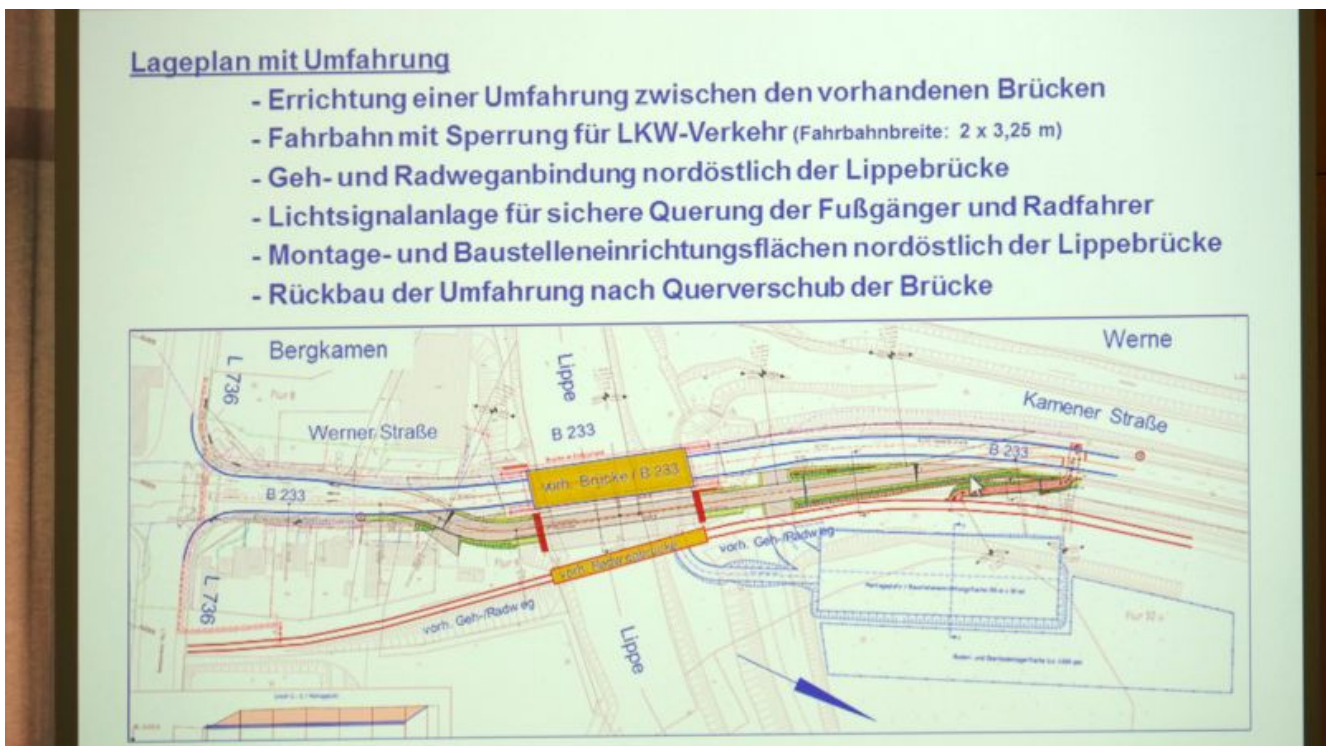 Lageplan mit Umfahrung
- Errichtung einer Umfahrung zwischen den vorhandenen Brücken
- Fahrbahn mit Sperrung für LKW-Verkehr (Fahrbahnbreite: 2 x 3,25 m)
- Geh- und Radweganbindung nordöstlich der Lippebrücke
- Lichtsignalanlage für sichere Querung der Fußgänger und Radfahrer
- Montage- und Baustelleneinrichtungsflächen nordöstlich der Lippebrücke
- Rückbau der Umfahrung nach Querverschub der Brücke
Bergkamen
Werne
L 736
Lippe
Kamener Straße
Werner Straße
B 233
B 233
vorh. Brücke / B 233
B 233
vorh. Radwegbrücke
vorh. Geh-/Radweg
L 736
vorh. Geh-/Radweg
Lippe